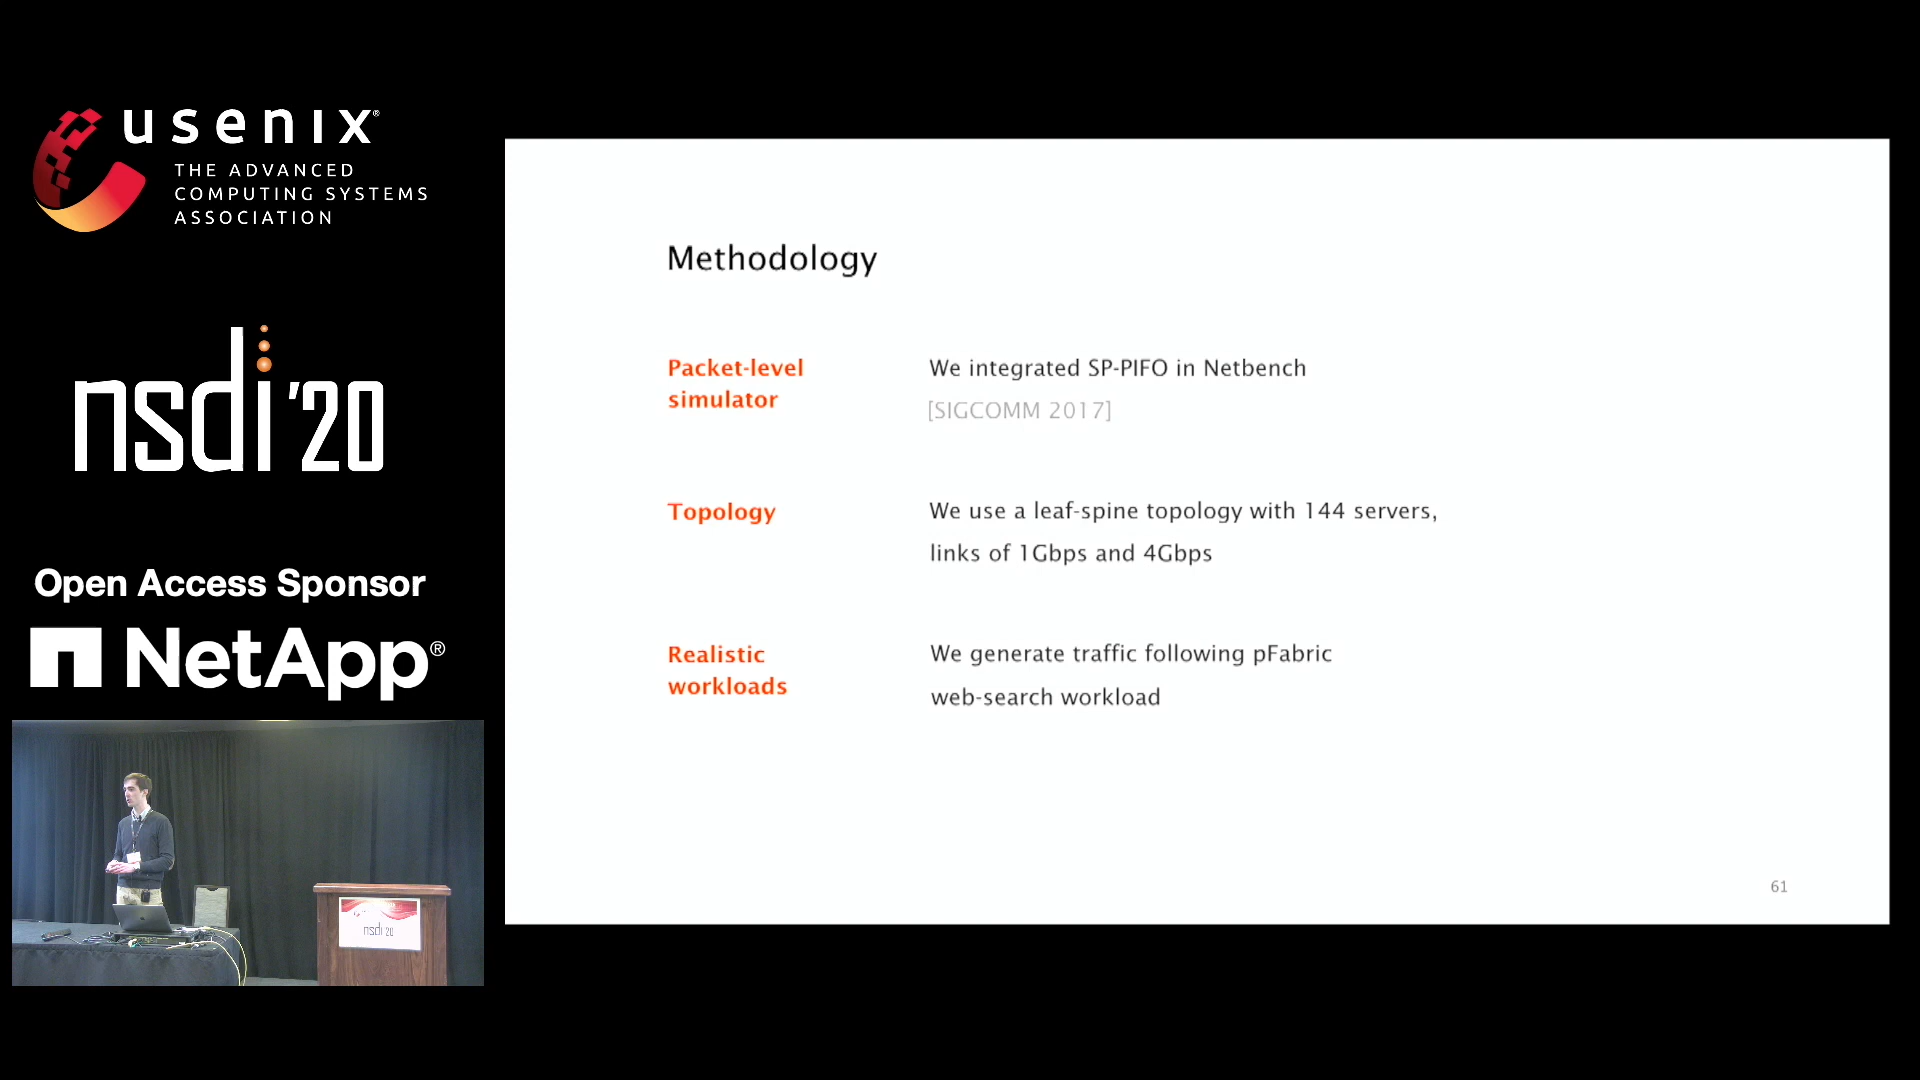 usenix®
THE ADVANCED
COMPUTING SYSTEMS
ASSOCIATION
nsdi '20
Open Access Sponsor
NetApp®
nsdi '20
Methodology
Packet-level
simulator
We integrated SP-PIFO in Netbench
[SIGCOMM 2017]
Topology
We use a leaf-spine topology with 144 servers,
links of 1Gbps and 4Gbps
Realistic
workloads
We generate traffic following pFabric
web-search workload
61